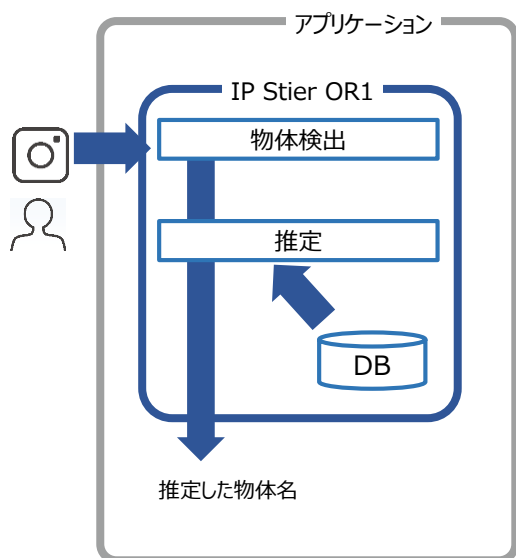 アプリケーション
IP Stier OR1
物体検出
推定
DB
推定した物体名